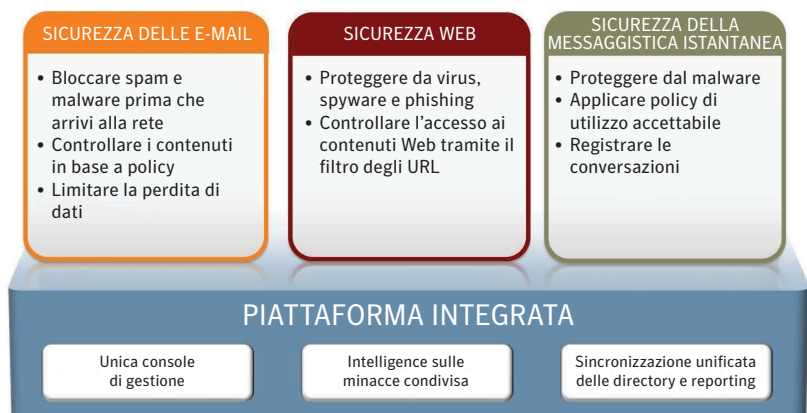 SICUREZZA DELLE E-MAIL
• Bloccare spam e
malware prima che
arrivi alla rete
• Controllare i contenuti
in base a policy
• Limitare la perdita di
dati
SICUREZZA WEB
• Proteggere da virus,
spyware e phishing
• Controllare l'accesso ai
contenuti Web tramite il
filtro degli URL
SICUREZZA DELLA
MESSAGGISTICA ISTANTANEA
• Proteggere dal malware
• Applicare policy di
utilizzo accettabile
• Registrare le
conversazioni
PIATTAFORMA INTEGRATA
Unica console
di gestione
Intelligence sulle
minacce condivisa
Sincronizzazione unificata
delle directory e reporting